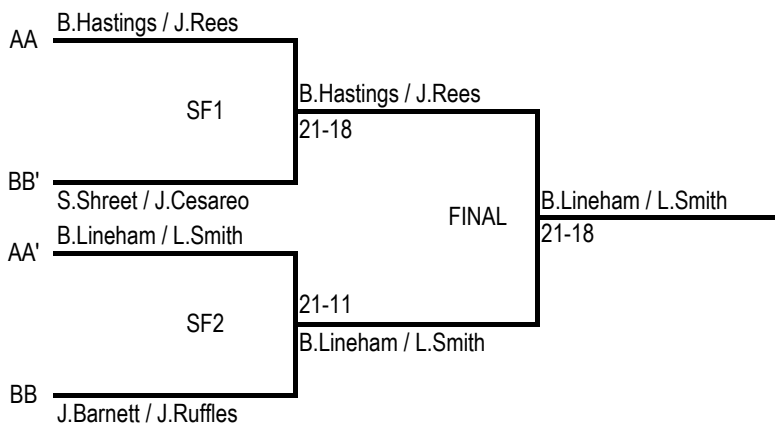 B.Hastings / J.Rees
AA
SF1
B.Hastings / J.Rees
21-18
BB'
S.Shreet / J.Cesareo
B.Lineham / L.Smith
AA'
FINAL
B.Lineham / L.Smith
21-18
SF2
21-11
B.Lineham / L.Smith
BB
J.Barnett / J.Ruffles